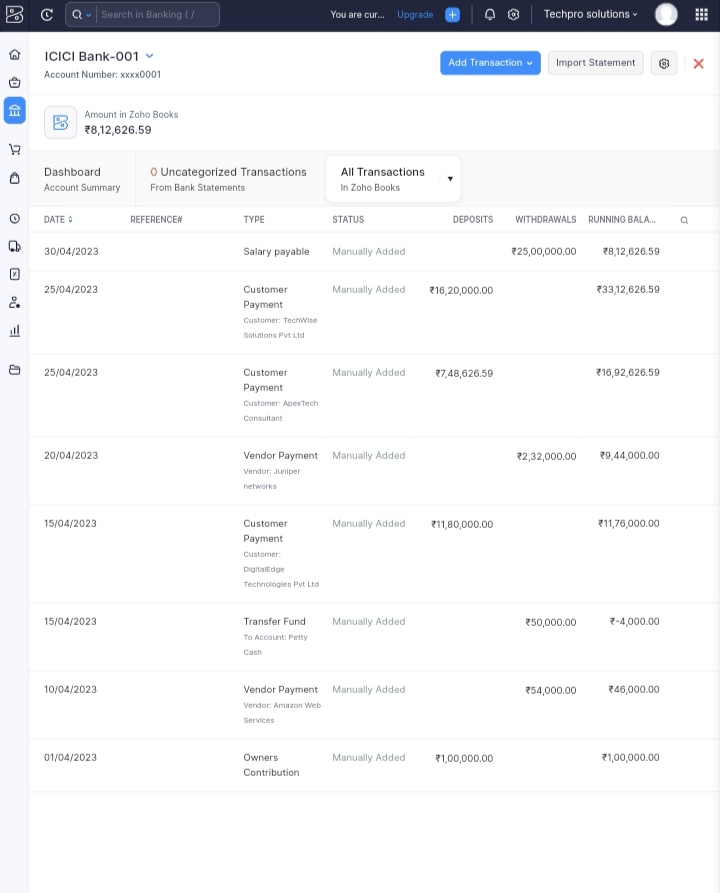 Search in Banking ( /
You are cur... Upgrade
Techpro solutions
ICICI Bank-001
Account Number: xxxx0001
Add Transaction
Import Statement
Amount in Zoho Books
₹8,12,626.59
Dashboard
Account Summary
0 Uncategorized Transactions
From Bank Statements
All Transactions
In Zoho Books
DATE REFERENCE# TYPE STATUS DEPOSITS WITHDRAWALS RUNNING BALA...
30/04/2023 Salary payable Manually Added ₹25,00,000.00 ₹8,12,626.59
25/04/2023 Customer Manually Added ₹16,20,000.00 ₹33,12,626.59
Payment
Customer: TechWise
Solutions Pvt Ltd
25/04/2023 Customer Manually Added ₹7,48,626.59 ₹16,92,626.59
Payment
Customer: ApexTech
Consultant
20/04/2023 Vendor Payment Manually Added ₹2,32,000.00 ₹9,44,000.00
Vendor: Juniper
networks
15/04/2023 Customer Manually Added ₹11,80,000.00 ₹11,76,000.00
Payment
Customer:
DigitalEdge
Technologies Pvt Ltd
15/04/2023 Transfer Fund Manually Added ₹50,000.00 ₹-4,000.00
To Account: Petty
Cash
10/04/2023 Vendor Payment Manually Added ₹54,000.00 ₹46,000.00
Vendor: Amazon Web
Services
01/04/2023 Owners Manually Added ₹1,00,000.00 ₹1,00,000.00
Contribution